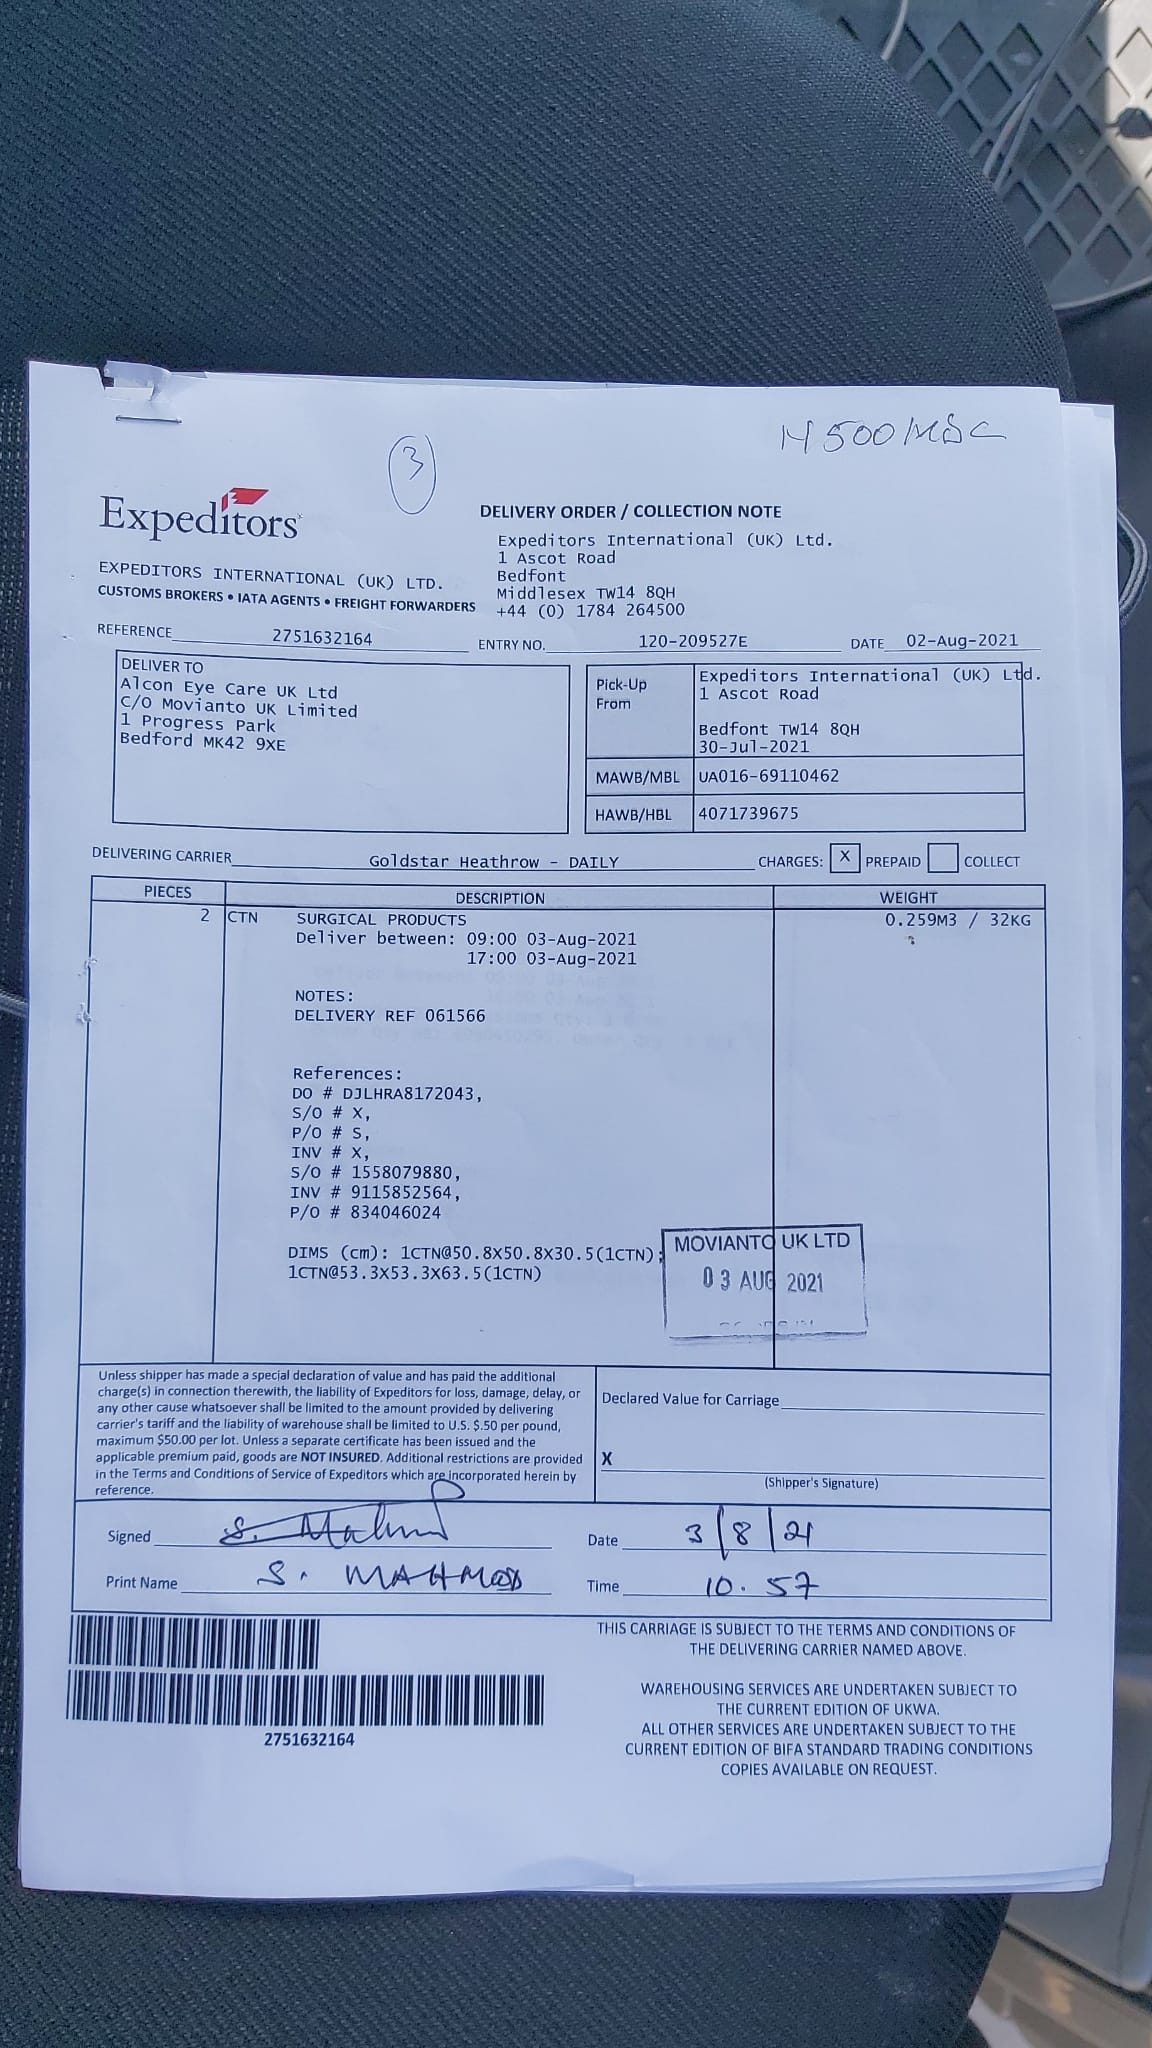 3
H500MSC
Expeditors
EXPEDITORS INTERNATIONAL (UK) LTD.
CUSTOMS BROKERS • IATA AGENTS • FREIGHT FORWARDERS
DELIVERY ORDER / COLLECTION NOTE
Expeditors International (UK) Ltd.
1 Ascot Road
Bedfont
Middlesex TW14 8QH
+44 (0) 1784 264500
REFERENCE 2751632164 ENTRY NO. 120-209527E DATE 02-Aug-2021
DELIVER TO
Alcon Eye Care UK Ltd
C/O Movianto UK Limited
1 Progress Park
Bedford MK42 9XE
Pick-Up From
Expeditors International (UK) Ltd.
1 Ascot Road
Bedfont TW14 8QH
30-Jul-2021
MAWB/MBL UA016-69110462
HAWB/HBL 4071739675
DELIVERING CARRIER Goldstar Heathrow - DAILY CHARGES: X PREPAID COLLECT
PIECES DESCRIPTION WEIGHT
2 CTN SURGICAL PRODUCTS 0.259M3 / 32KG
Deliver between: 09:00 03-Aug-2021
17:00 03-Aug-2021
NOTES:
DELIVERY REF 061566
References:
DO # DJLHRA8172043,
S/O # X,
P/O # S,
INV # X,
S/O # 1558079880,
INV # 9115852564,
P/O # 834046024
DIMS (cm): 1CTN@50.8X50.8X30.5(1CTN);
1CTN@53.3X53.3X63.5(1CTN)
MOVIANTO UK LTD
03 AUG 2021
Unless shipper has made a special declaration of value and has paid the additional
charge(s) in connection therewith, the liability of Expeditors for loss, damage, delay, or
any other cause whatsoever shall be limited to the amount provided by delivering
carrier's tariff and the liability of warehouse shall be limited to U.S. $.50 per pound,
maximum $50.00 per lot. Unless a separate certificate has been issued and the
applicable premium paid, goods are NOT INSURED. Additional restrictions are provided
in the Terms and Conditions of Service of Expeditors which are incorporated herein by
reference.
Declared Value for Carriage
X
(Shipper's Signature)
Signed S. Mahmood
Date 3/8/21
Print Name S. MAHMOOD
Time 10.57
2751632164
THIS CARRIAGE IS SUBJECT TO THE TERMS AND CONDITIONS OF
THE DELIVERING CARRIER NAMED ABOVE.
WAREHOUSING SERVICES ARE UNDERTAKEN SUBJECT TO
THE CURRENT EDITION OF UKWA.
ALL OTHER SERVICES ARE UNDERTAKEN SUBJECT TO THE
CURRENT EDITION OF BIFA STANDARD TRADING CONDITIONS
COPIES AVAILABLE ON REQUEST.